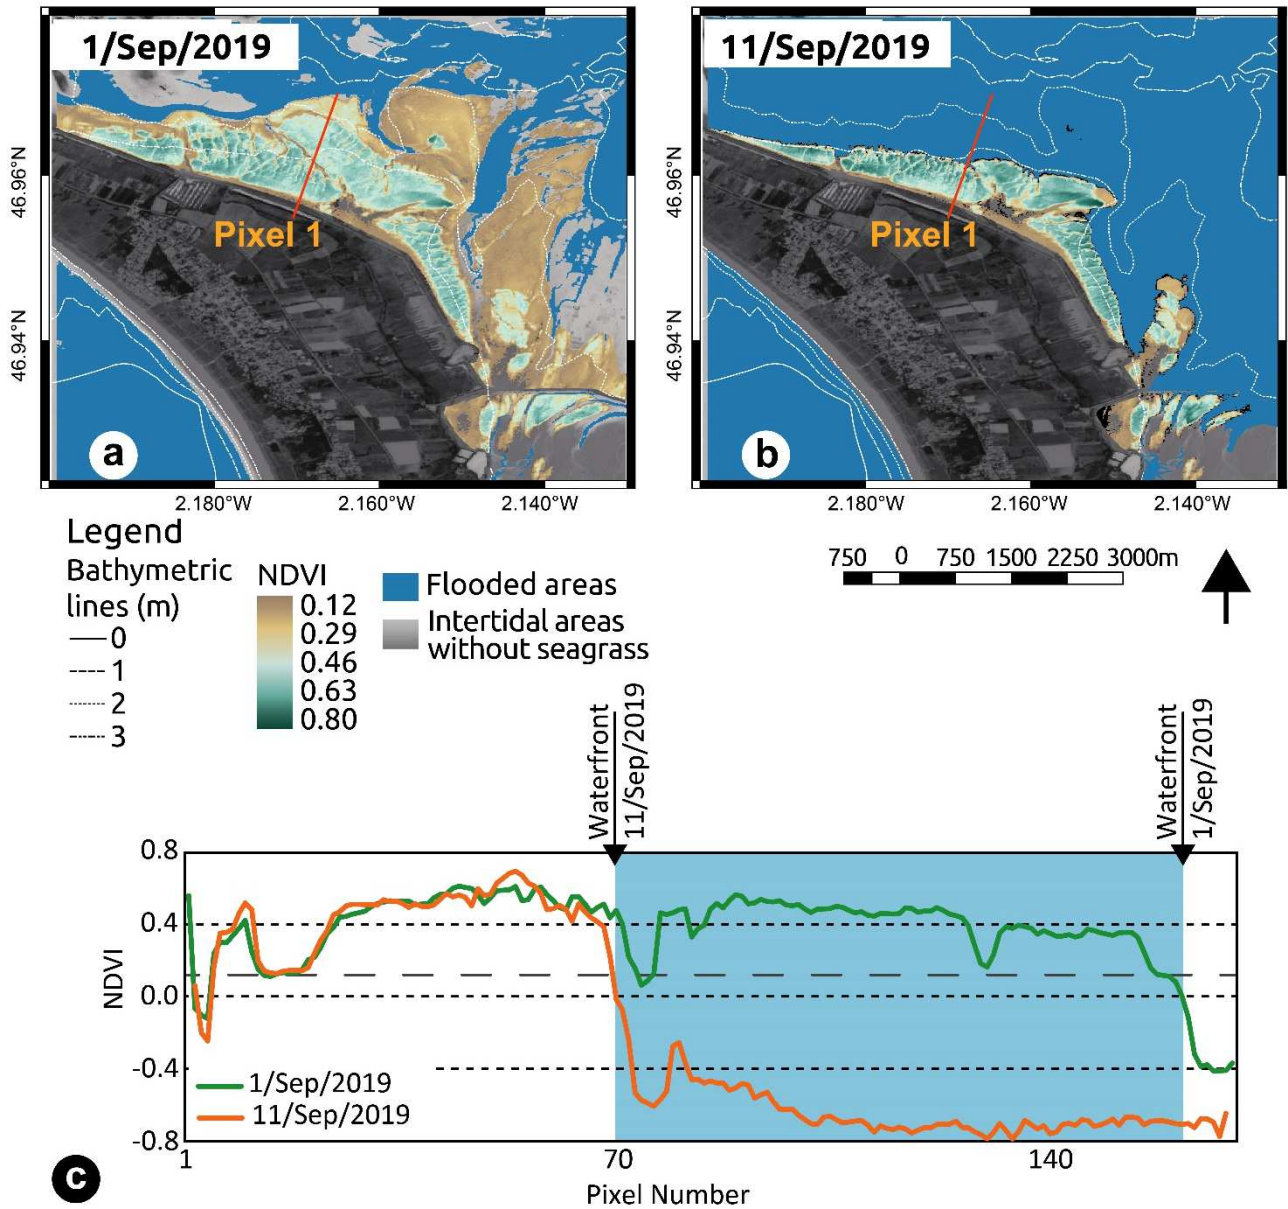 1/Sep/2019
11/Sep/2019
46.96°N
46.94°N
Pixel 1
a
2.180°W
2.160°W
2.140°W
46.96°N
46.94°N
Pixel 1
b
2.180°W
2.160°W
2.140°W
Legend
Bathymetric
lines (m)
0
1
2
3
NDVI
0.12
0.29
0.46
0.63
0.80
Flooded areas
Intertidal areas
without seagrass
750 0 750 1500 2250 3000m
Waterfront
11/Sep/2019
Waterfront
1/Sep/2019
NDVI
0.8
0.4
0.0
-0.4
-0.8
1/Sep/2019
11/Sep/2019
1
70
140
Pixel Number
c